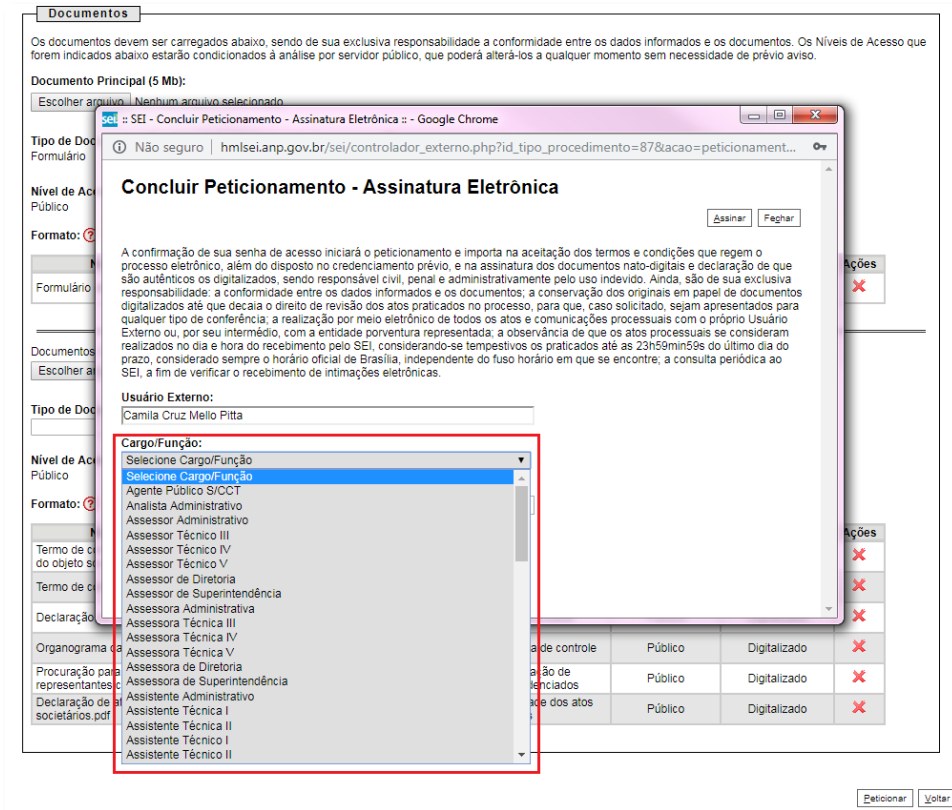 Documentos
Os documentos devem ser carregados abaixo, sendo de sua exclusiva responsabilidade a conformidade entre os dados informados e os documentos. Os Níveis de Acesso que
forem indicados abaixo estarão condicionados à análise por servidor público, que poderá alterá-los a qualquer momento sem necessidade de prévio aviso.
Documento Principal (5 Mb):
Escolher arquivo Nenhum arquivo selecionado
sei. :: SEI - Concluir Peticionamento - Assinatura Eletrônica :: - Google Chrome
Tipo de Doc
Formulário
Não seguro | hmlsei.anp.gov.br/sei/controlador_externo.php?id_tipo_procedimento=87&acao=peticionament...
Concluir Peticionamento - Assinatura Eletrônica
Nível de Ace
Público
Assinar Fechar
Formato:
A confirmação de sua senha de acesso iniciará o peticionamento e importa na aceitação dos termos e condições que regem o
processo eletrônico, além do disposto no credenciamento prévio, e na assinatura dos documentos nato-digitais e declaração de que
são autênticos os digitalizados, sendo responsável civil, penal e administrativamente pelo uso indevido. Ainda, são de sua exclusiva
responsabilidade: a conformidade entre os dados informados e os documentos; a conservação dos originais em papel de documentos
digitalizados até que decaia o direito de revisão dos atos praticados no processo, para que, caso solicitado, sejam apresentados para
qualquer tipo de conferência; a realização por meio eletrônico de todos os atos e comunicações processuais com o próprio Usuário
Externo ou, por seu intermédio, com a entidade porventura representada; a observância de que os atos processuais se consideram
realizados no dia e hora do recebimento pelo SEI, considerando-se tempestivos os praticados até as 23h59min59s do último dia do
prazo, considerado sempre o horário oficial de Brasília, independente do fuso horário em que se encontre; a consulta periódica ao
SEI, a fim de verificar o recebimento de intimações eletrônicas.
N Ações
Formulário
Documentos
Escolher ar
Usuário Externo:
Camila Cruz Mello Pitta
Tipo de Doc
Cargo/Função:
Selecione Cargo/Função
Nível de Ace
Público
Formato:
Selecione Cargo/Função
Agente Público S/CCT
Analista Administrativo
Assessor Administrativo
Assessor Técnico III
Assessor Técnico IV
Assessor Técnico V
Assessor de Diretoria
Assessor de Superintendência
Assessora Administrativa
Assessora Técnica III
Assessora Técnica IV
Assessora Técnica V
Assessora de Diretoria
Assessora de Superintendência
Assistente Administrativo
Assistente Técnica I
Assistente Técnica II
Assistente Técnico I
Assistente Técnico II
N Ações
Termo de c
do objeto so
Termo de c
Declaração
Organograma da a de controle Público Digitalizado
Procuração para ação de Público Digitalizado
representantes c denciados
Declaração de at ade dos atos Público Digitalizado
societários.pdf
Peticionar Voltar